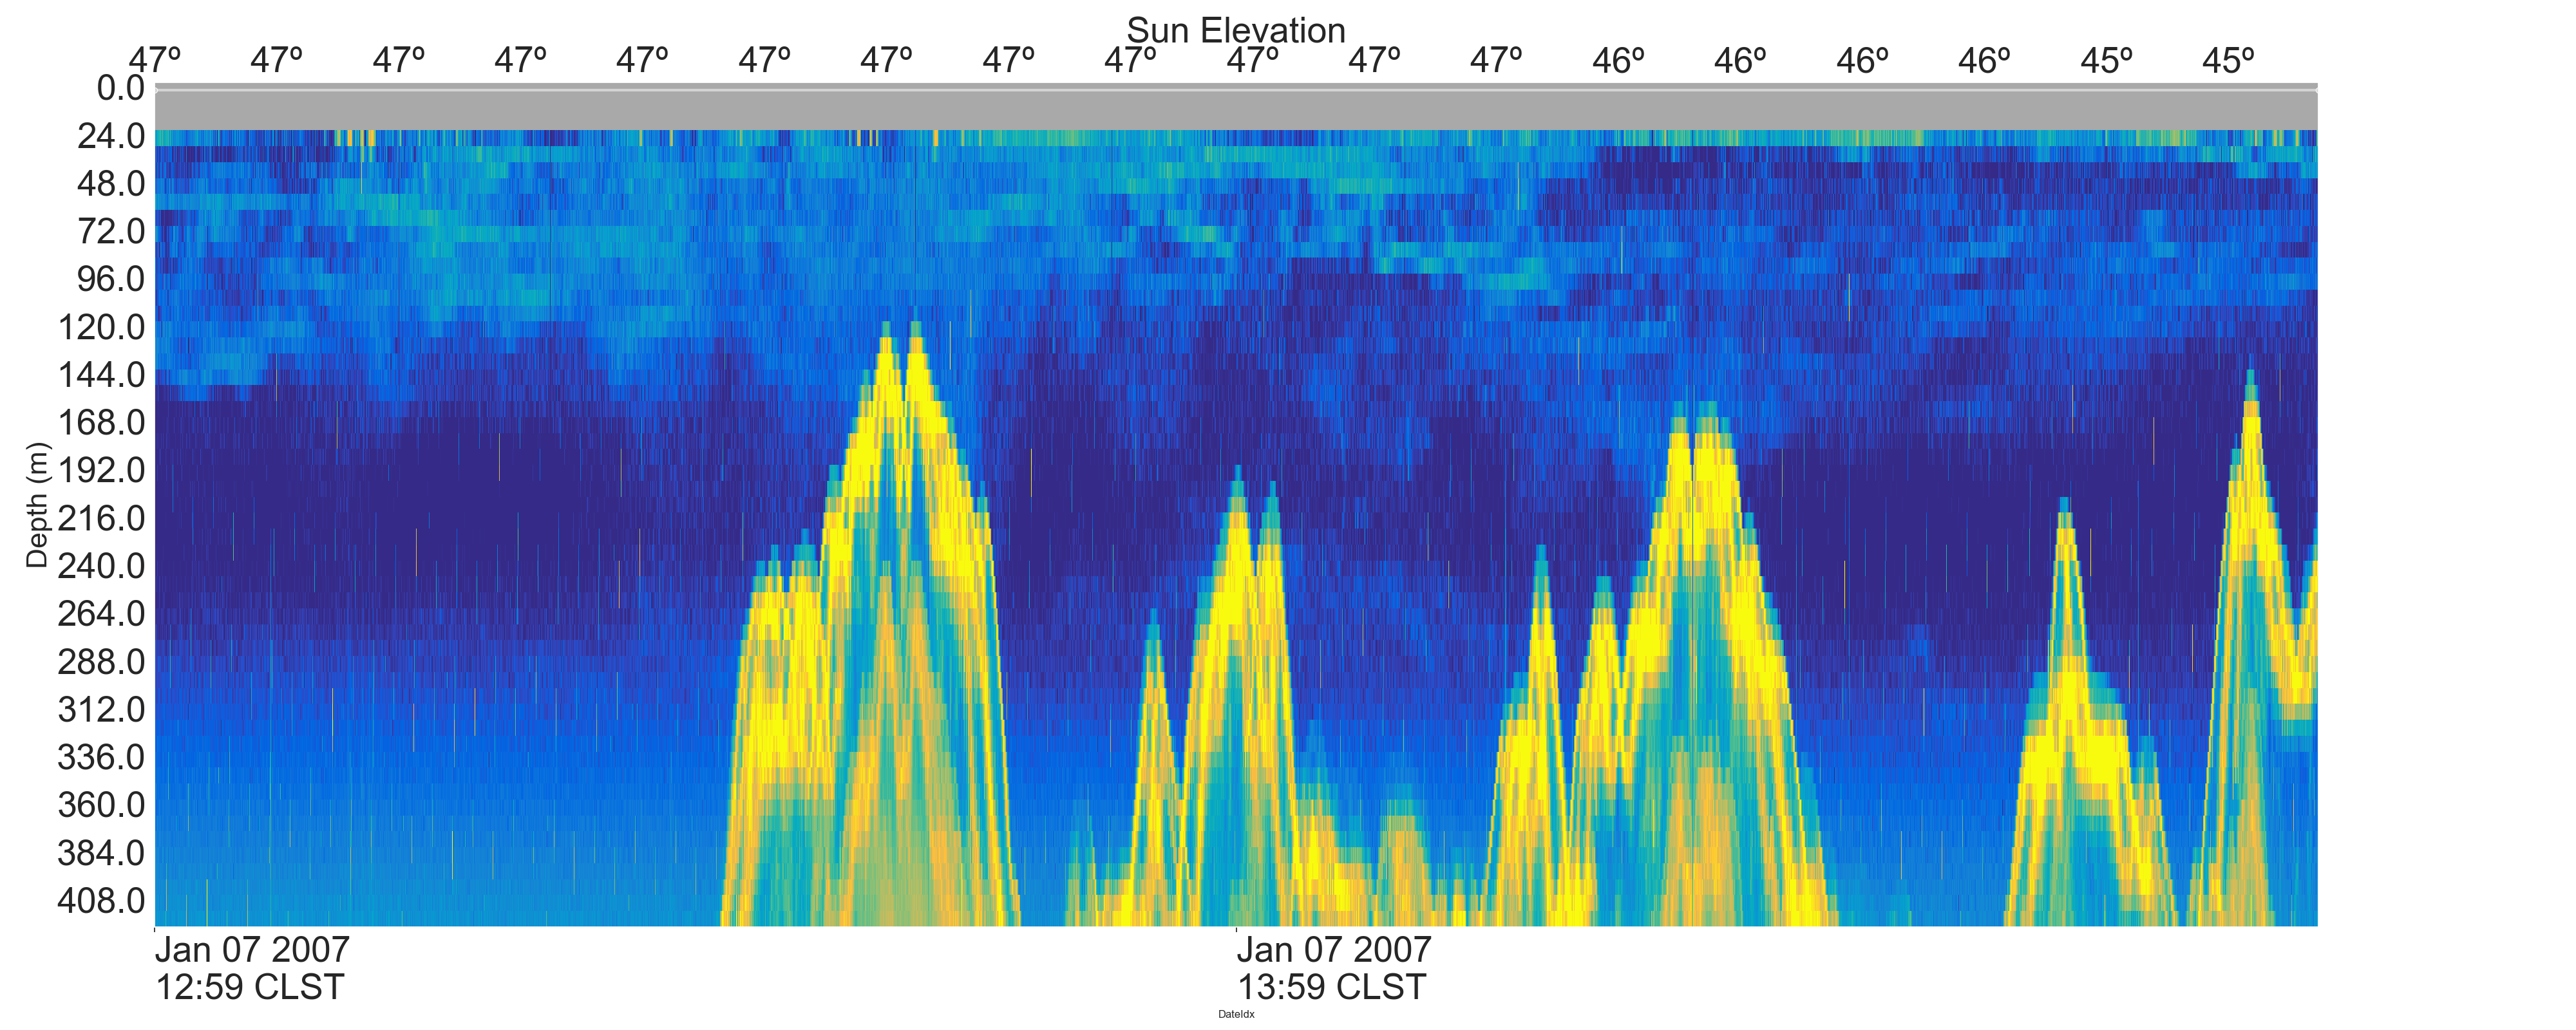 Sun Elevation
47º 47º 47º 47º 47º 47º 47º 47º 47º 47º 47º 47º 46º 46º 46º 46º 45º 45º
0.0
24.0
48.0
72.0
96.0
120.0
144.0
168.0
192.0
216.0
240.0
264.0
288.0
312.0
336.0
360.0
384.0
408.0
Depth (m)
Jan 07 2007
12:59 CLST
Jan 07 2007
13:59 CLST
DateIdx